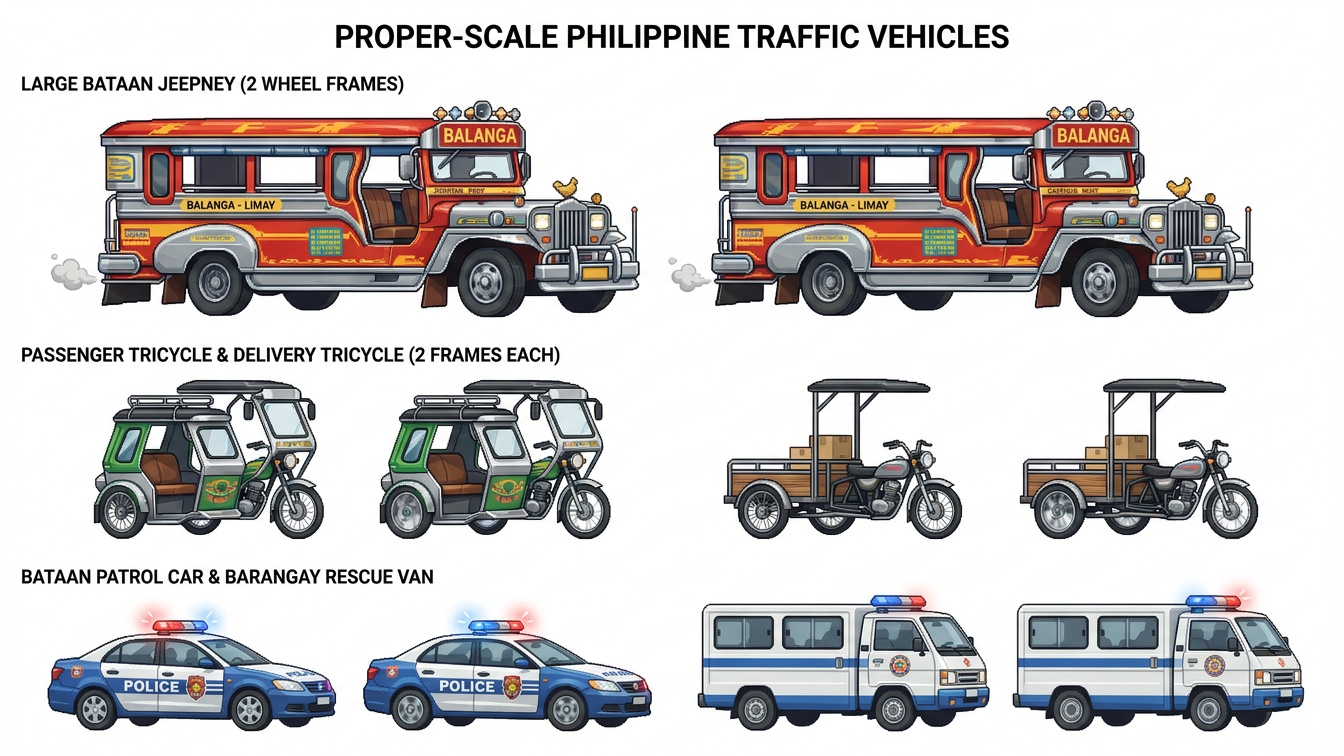 PROPER-SCALE PHILIPPINE TRAFFIC VEHICLES
LARGE BATAAN JEEPNEY (2 WHEEL FRAMES)
BALANGA
BALANGA
BALANGA - LIMAY
BALANGA - LIMAY
PASSENGER TRICYCLE & DELIVERY TRICYCLE (2 FRAMES EACH)
BATAAN PATROL CAR & BARANGAY RESCUE VAN
POLICE
POLICE